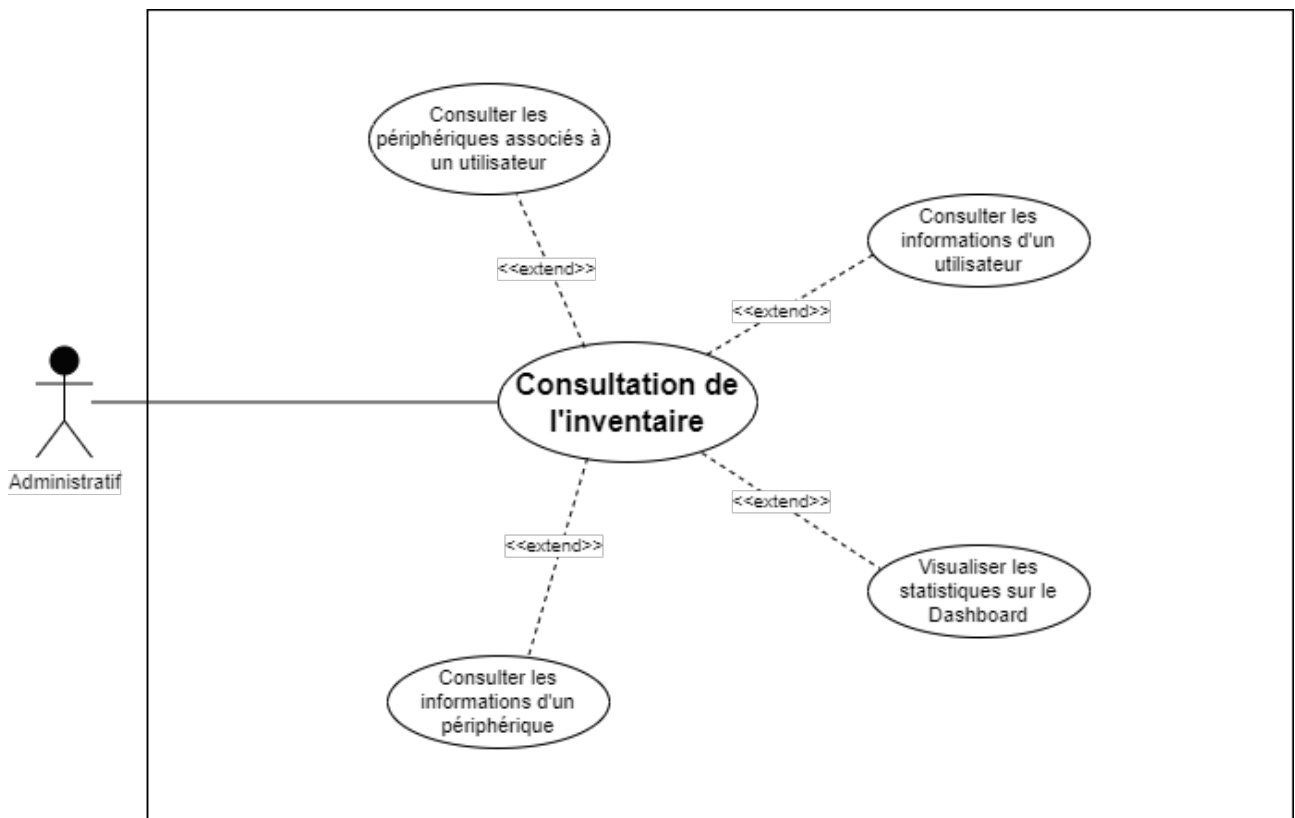 Consulter les
périphériques associés à
un utilisateur
Consulter les
informations d'un
utilisateur
<<extend>>
<<extend>>
Consultation de
l'inventaire
Administratif
<<extend>>
<<extend>>
Visualiser les
statistiques sur le
Dashboard
Consulter les
informations d'un
périphérique